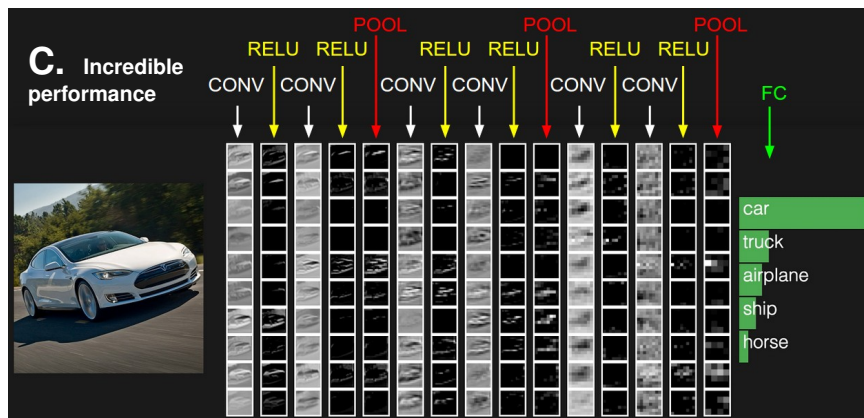 C. Incredible
performance
POOL POOL POOL
RELU RELU RELU RELU RELU RELU
CONV CONV CONV CONV CONV CONV
FC
car
truck
airplane
ship
horse